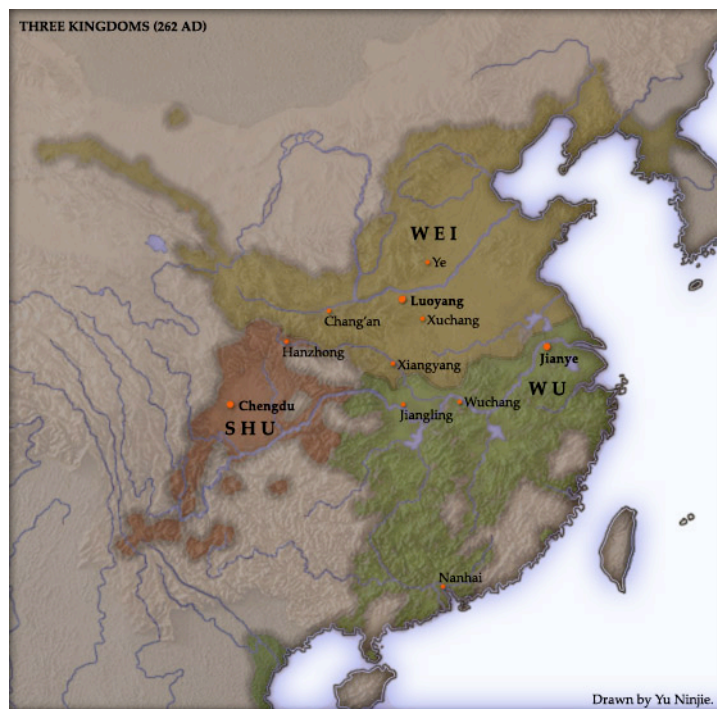 THREE KINGDOMS (262 AD)
WEI
Ye
Luoyang
Xuchang
Chang'an
Hanzhong
Xiangyang
Jianye
WU
Chengdu
SHU
Jiangling
Wuchang
Nanhai
Drawn by Yu Ninjie.